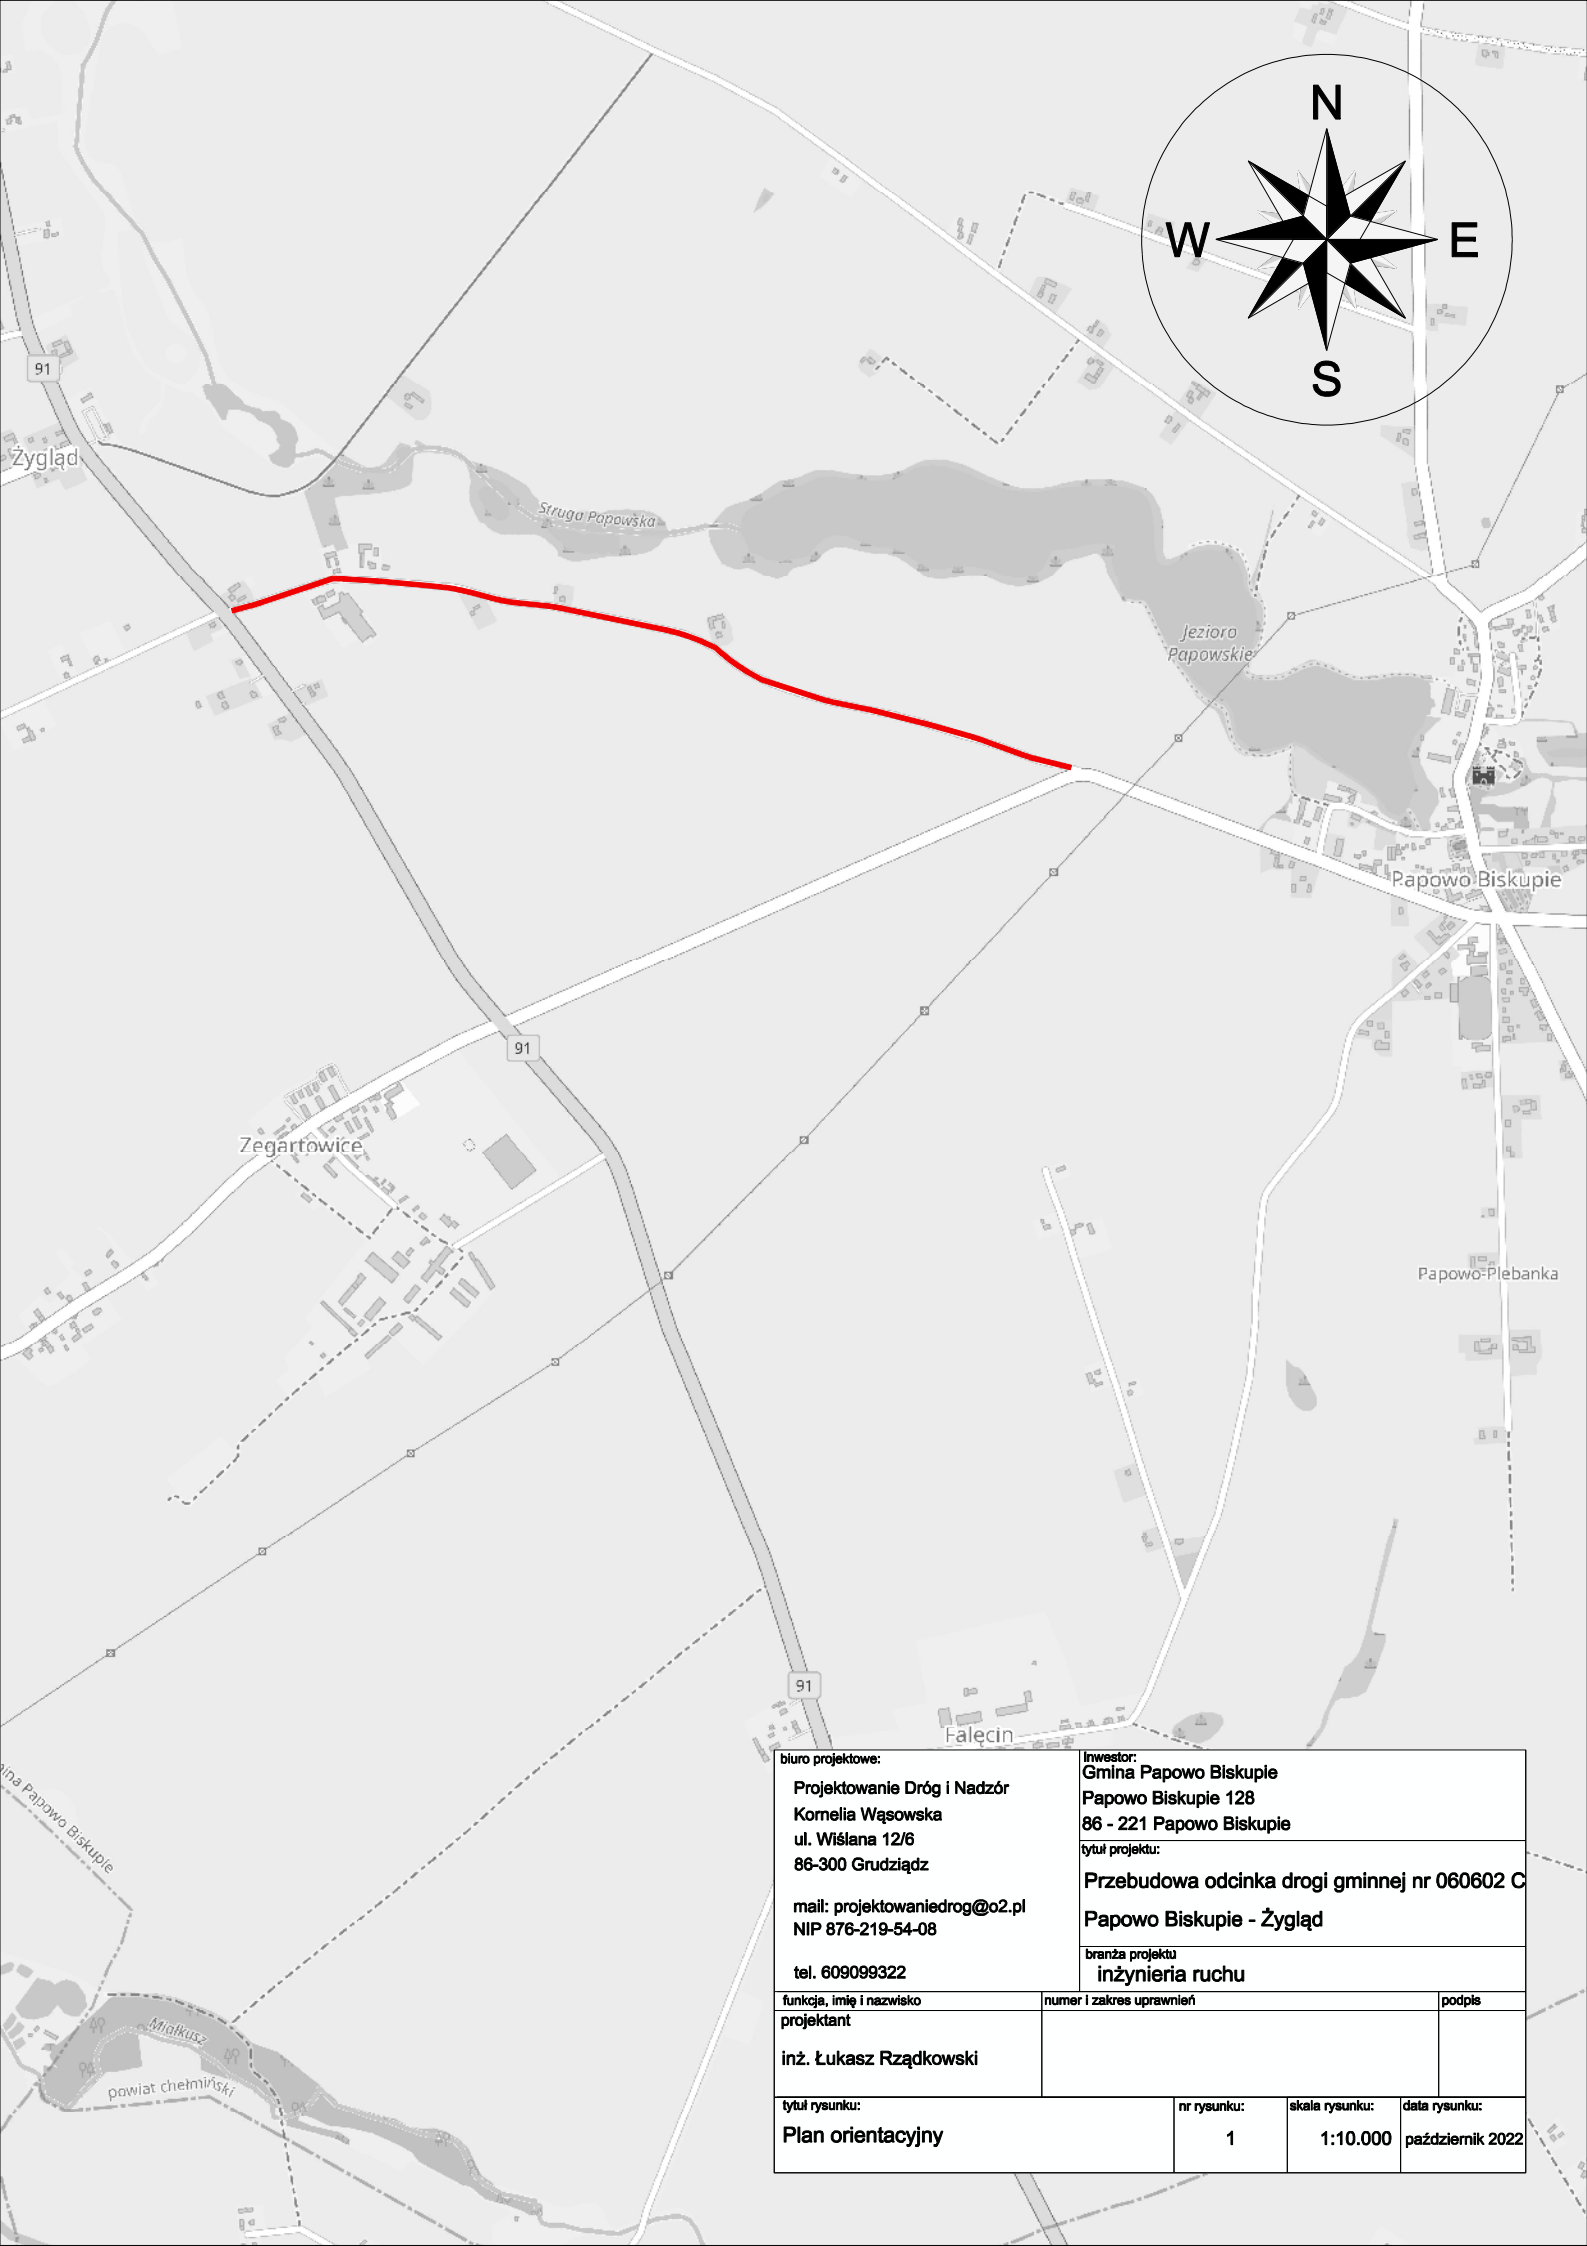 N
W
E
S
91
Żygląd
Struga Papowska
Jezioro
Papowskie
Papowo Biskupie
91
Zegartowice
Papowo-Plebanka
91
Falęcin
Papowo Biskupie
Miałkusz
powiat chełmiński
biuro projektowe:
Projektowanie Dróg i Nadzór
Kornelia Wąsowska
ul. Wiślana 12/6
86-300 Grudziądz
mail: projektowaniedrog@o2.pl
NIP 876-219-54-08
tel. 609099322
inwestor:
Gmina Papowo Biskupie
Papowo Biskupie 128
86 - 221 Papowo Biskupie
tytuł projektu:
Przebudowa odcinka drogi gminnej nr 060602 C
Papowo Biskupie - Żygląd
branża projektu
inżynieria ruchu
funkcja, imię i nazwisko
numer i zakres uprawnień
podpis
projektant
inż. Łukasz Rządkowski
tytuł rysunku:
Plan orientacyjny
nr rysunku:
1
skala rysunku:
1:10.000
data rysunku:
październik 2022